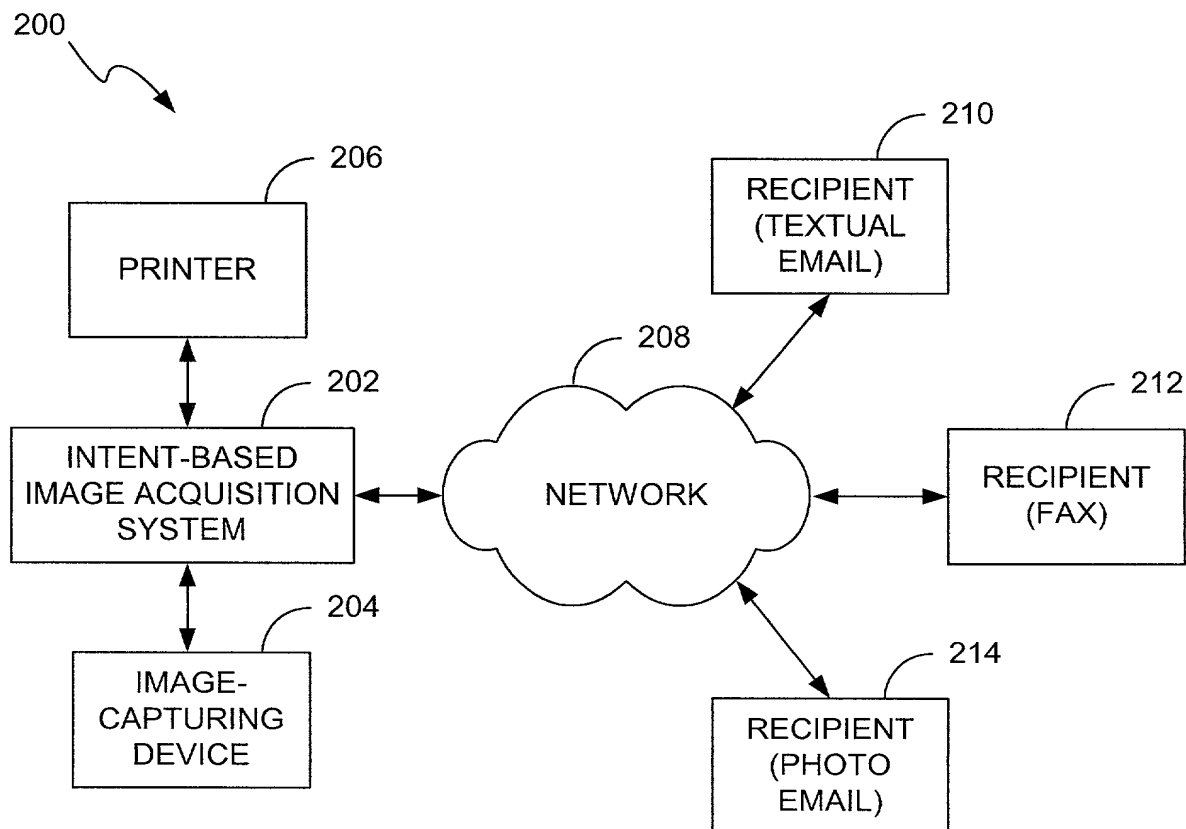 200
206
PRINTER
202
INTENT-BASED
IMAGE ACQUISITION
SYSTEM
204
IMAGE-
CAPTURING
DEVICE
208
NETWORK
210
RECIPIENT
(TEXTUAL
EMAIL)
212
RECIPIENT
(FAX)
214
RECIPIENT
(PHOTO
EMAIL)